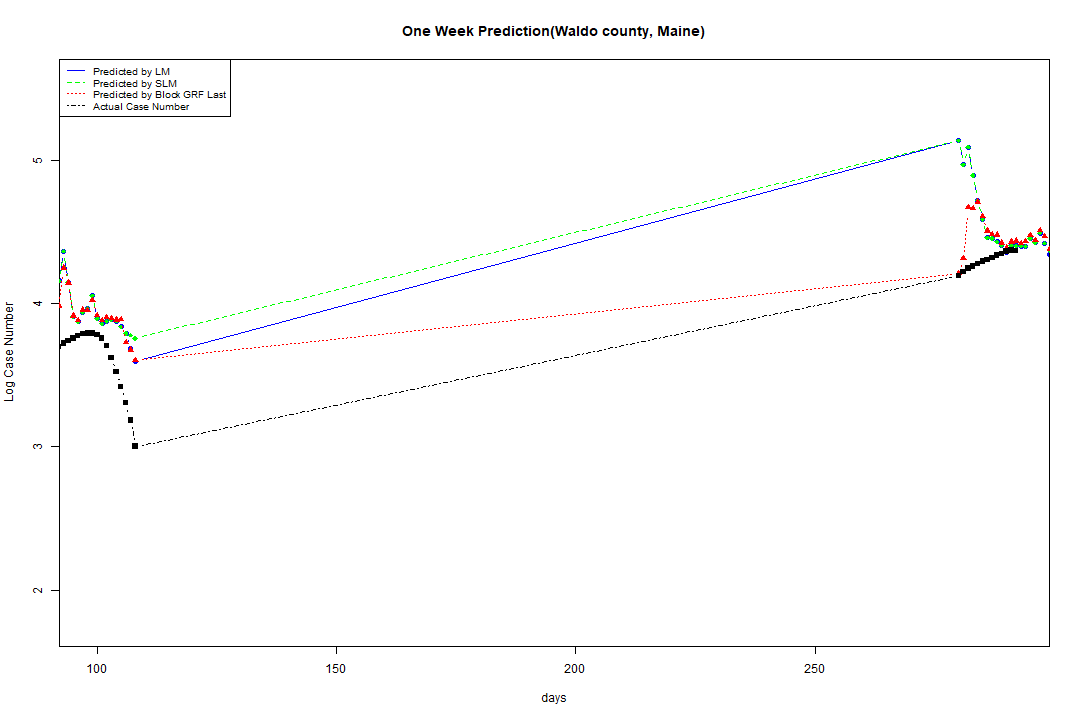 One Week Prediction(Waldo county, Maine)
Predicted by LM
Predicted by SLM
Predicted by Block GRF Last
Actual Case Number
5
4
3
2
Log Case Number
100 150 200 250
days